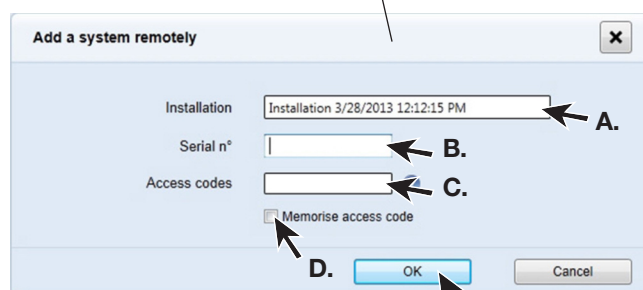 Add a system remotely
Installation Installation 3/28/2013 12:12:15 PM
A.
Serial n°
B.
Access codes
C.
Memorise access code
D.
OK Cancel